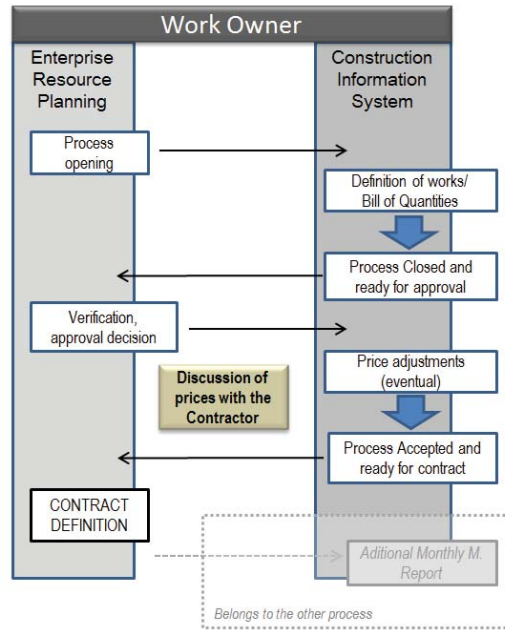 Work Owner
Enterprise
Resource
Planning
Construction
Information
System
Process
opening
Definition of works/
Bill of Quantities
Process Closed and
ready for approval
Verification,
approval decision
Discussion of
prices with the
Contractor
Price adjustments
(eventual)
Process Accepted and
ready for contract
CONTRACT
DEFINITION
Aditional Monthly M.
Report
Belongs to the other process